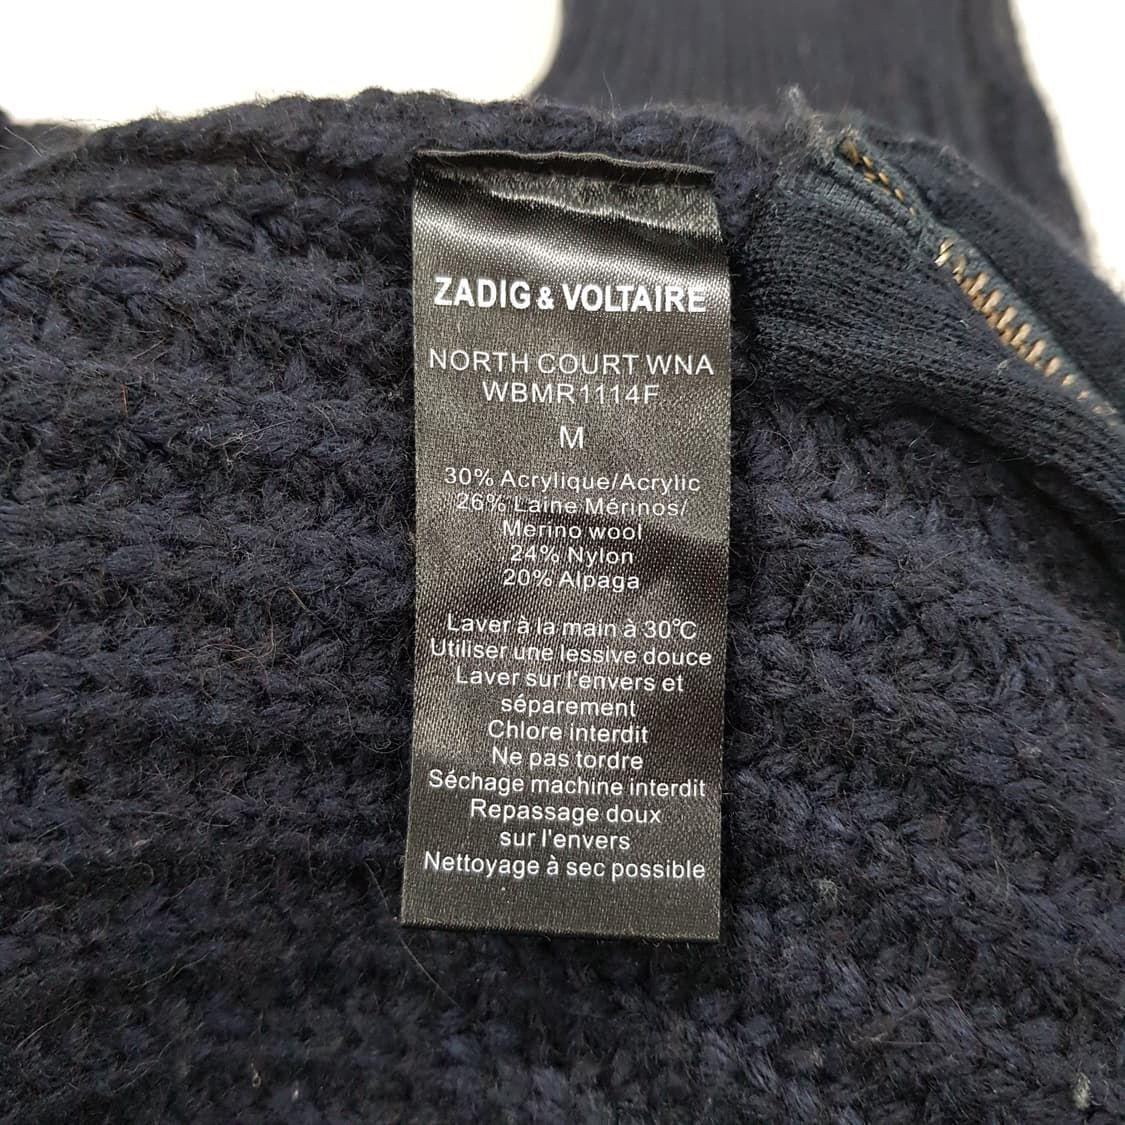 ZADIG & VOLTAIRE
NORTH COURT WNA
WBMR1114F
M
30% Acrylique/Acrylic
26% Laine Mérinos/
Merino wool
24% Nylon
20% Alpaga
Laver à la main à 30℃
Utiliser une lessive douce
Laver sur l'envers et
séparement
Chlore interdit
Ne pas tordre
Séchage machine interdit
Repassage doux
sur l'envers
Nettoyage à sec possible